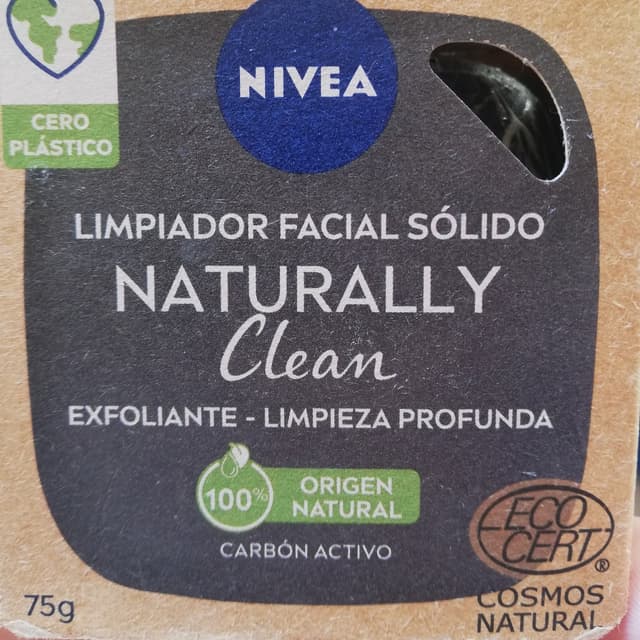 NIVEA
CERO
PLÁSTICO
LIMPIADOR FACIAL SÓLIDO
NATURALLY
Clean
EXFOLIANTE - LIMPIEZA PROFUNDA
100% ORIGEN
NATURAL
CARBÓN ACTIVO
ECO
CERT®
COSMOS
NATURAL
75g